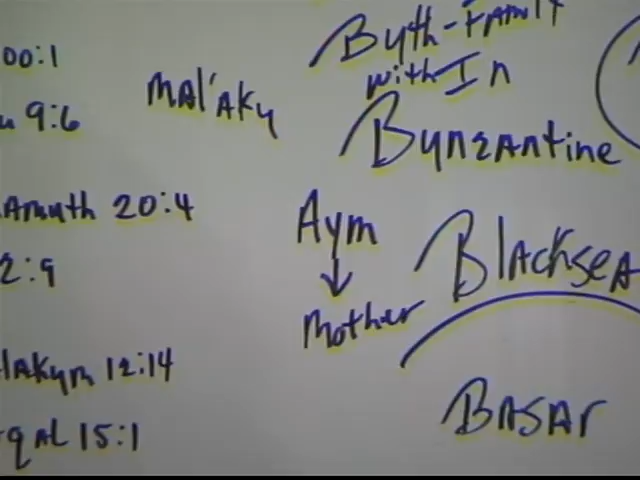 00:1
9:6
Amuth 20:4
2:9
lakym 12:14
qal 15:1
Mal'aky
Byth-Family
with-In
Bynzantine
Aym
Mother
Blacksea
Basar